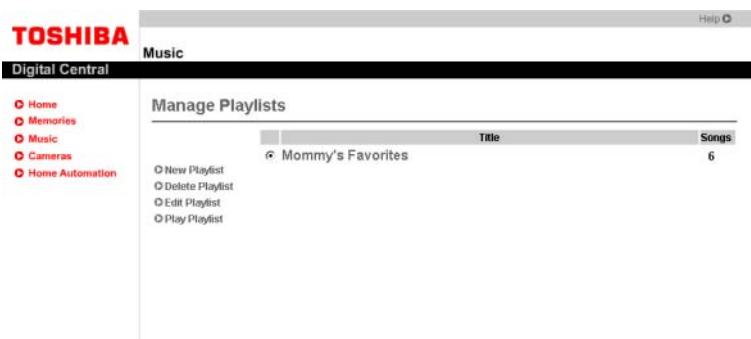 Help
TOSHIBA
Music
Digital Central
Home
Memories
Music
Cameras
Home Automation
Manage Playlists
Title Songs
Mommy's Favorites 6
New Playlist
Delete Playlist
Edit Playlist
Play Playlist